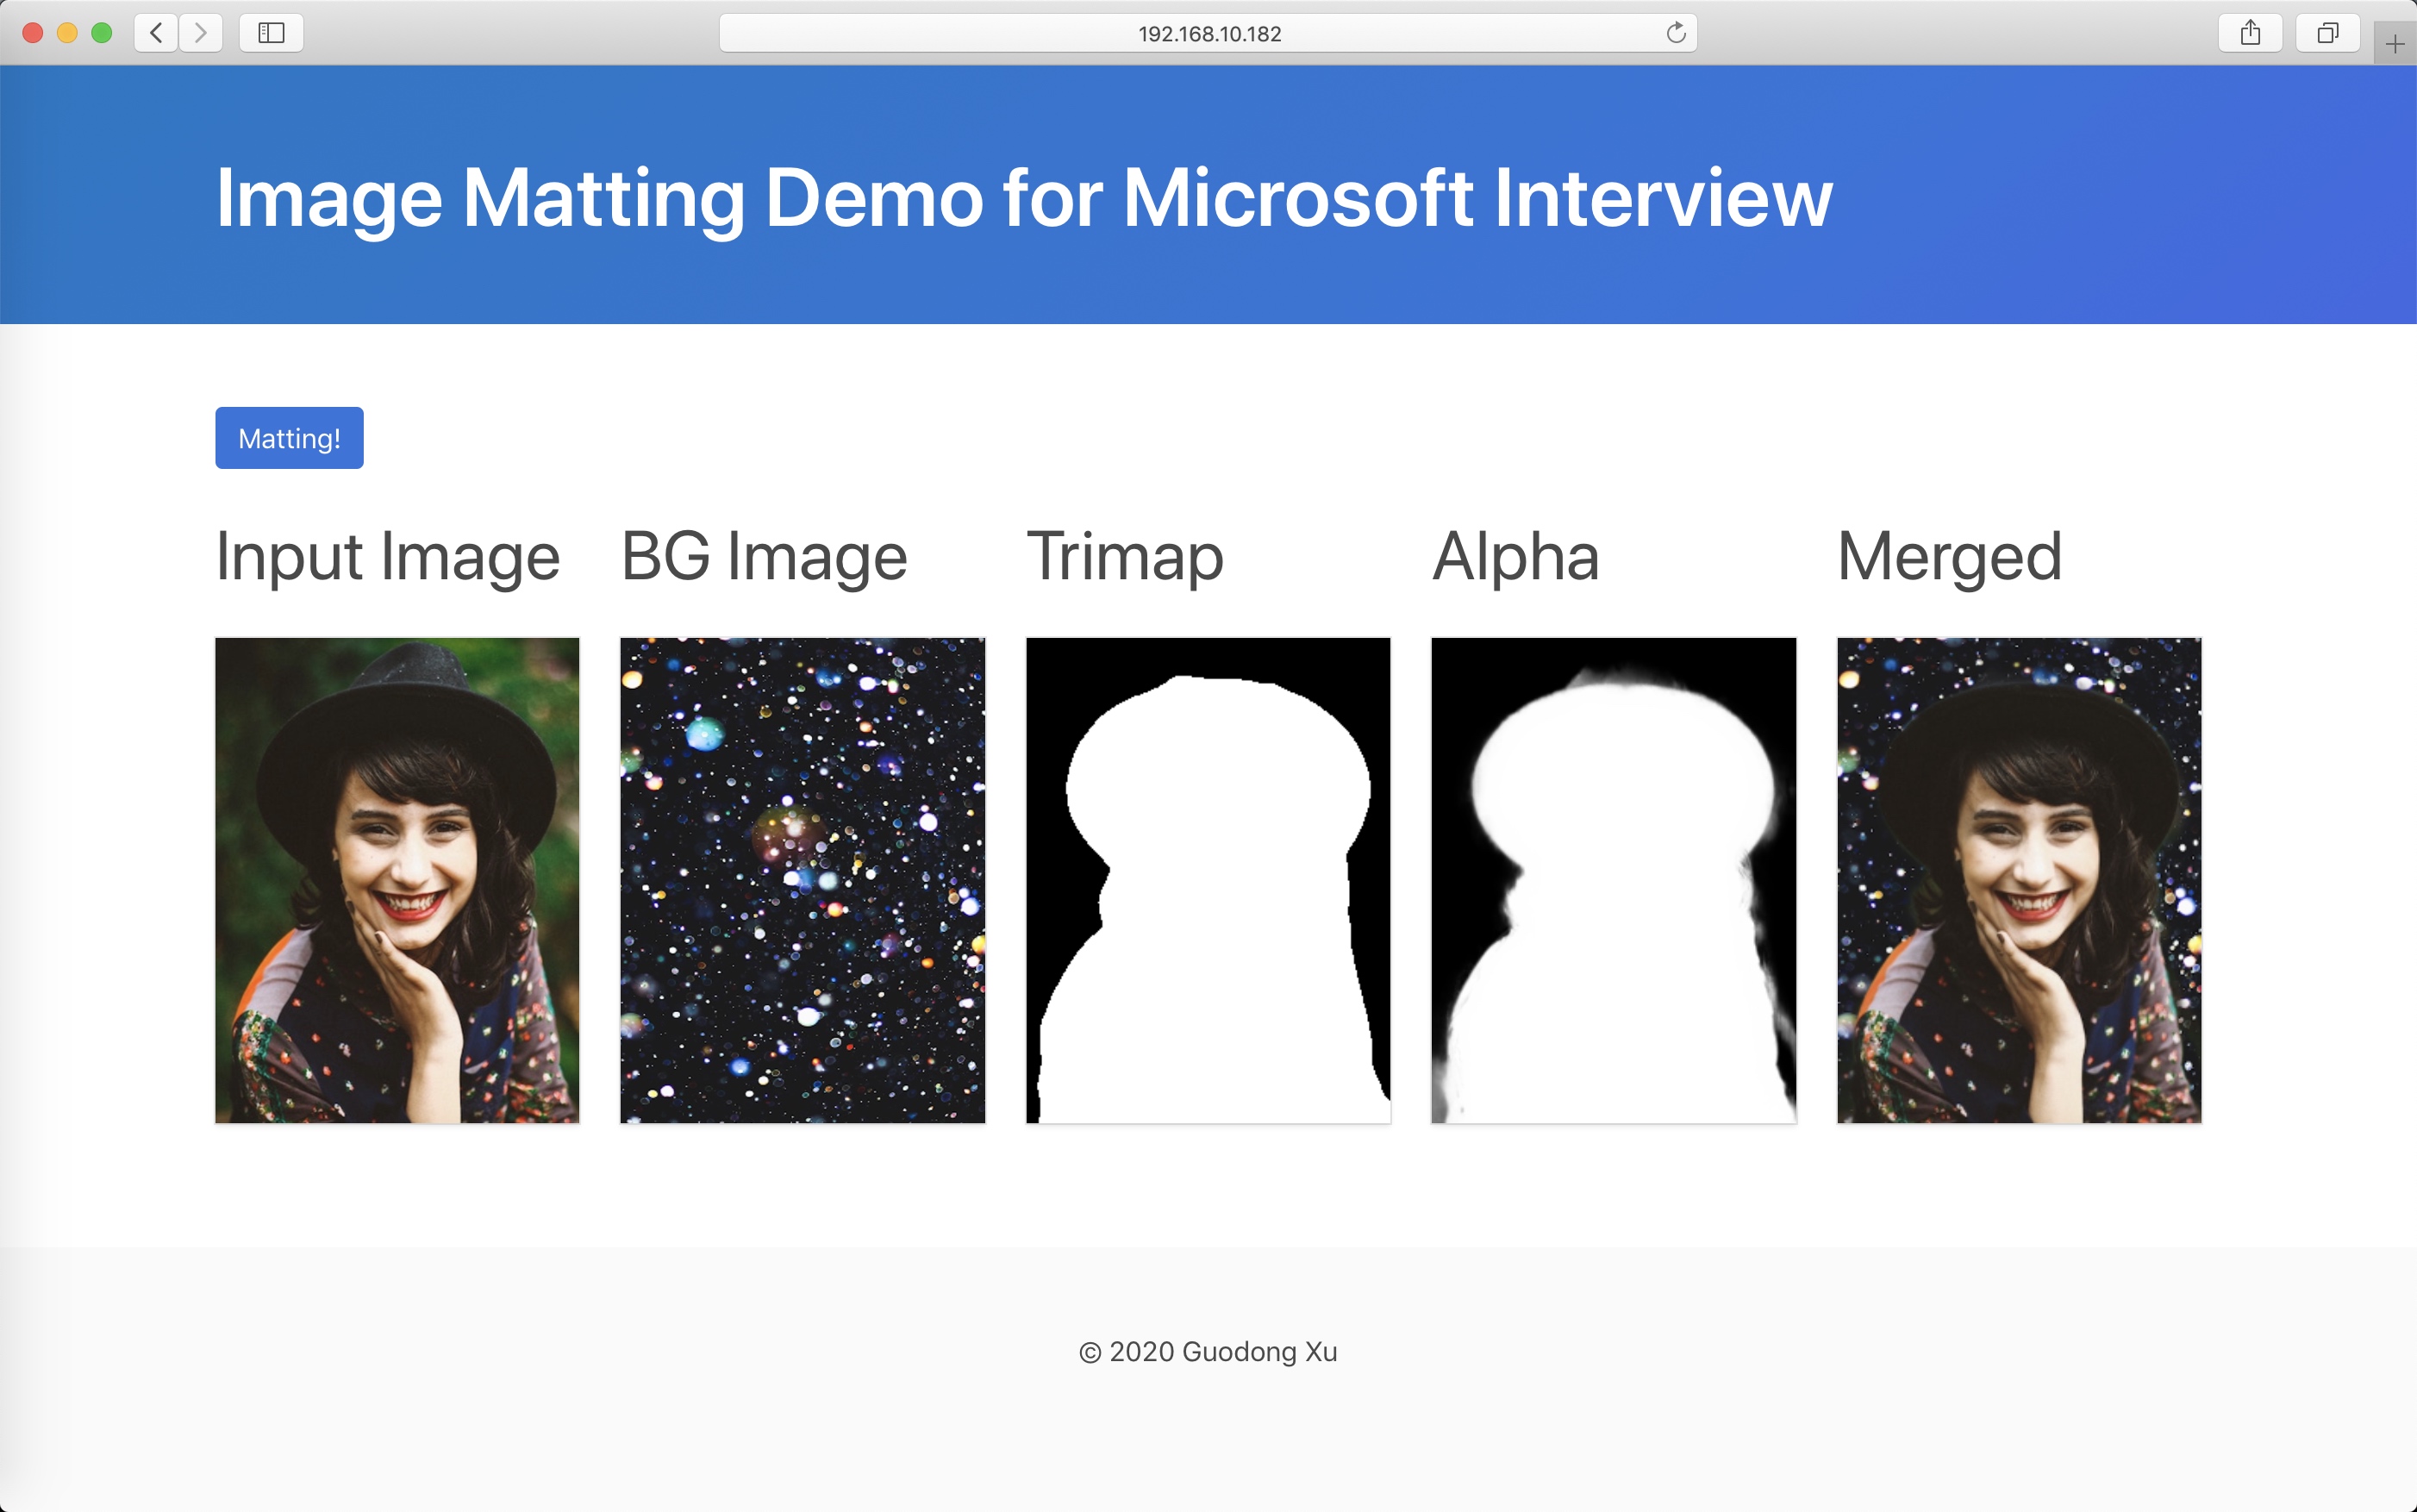 192.168.10.182
Image Matting Demo for Microsoft Interview
Matting!
Input Image
BG Image
Trimap
Alpha
Merged
© 2020 Guodong Xu